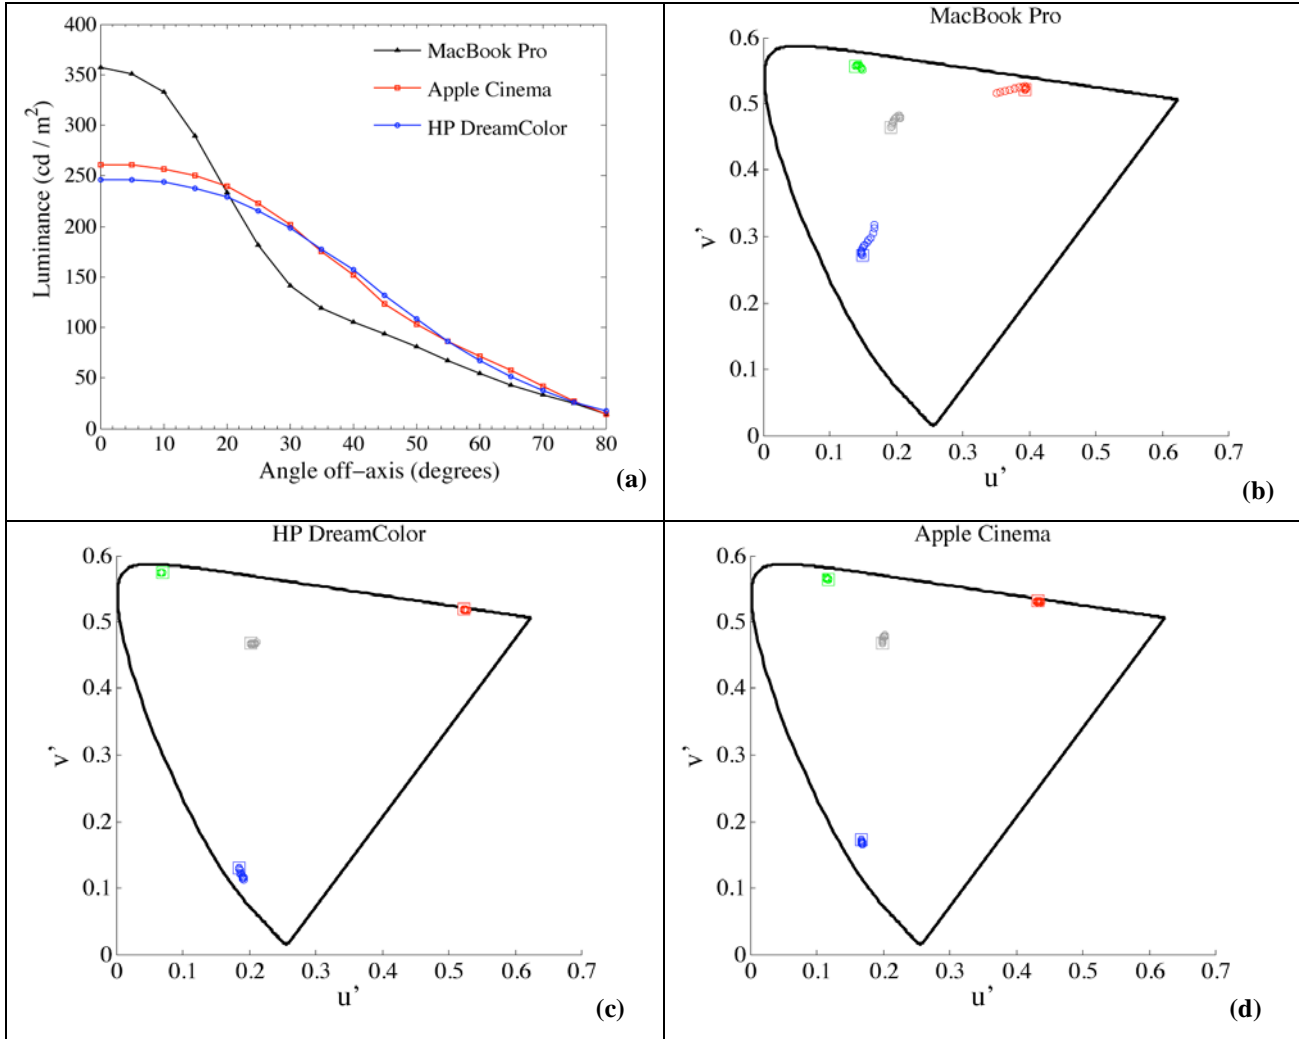 400
350
300
250
200
150
100
50
0
Luminance (cd / m²)
MacBook Pro
Apple Cinema
HP DreamColor
0 10 20 30 40 50 60 70 80
Angle off-axis (degrees)
(a)
MacBook Pro
0.6
0.5
0.4
0.3
0.2
0.1
0
v'
0 0.1 0.2 0.3 0.4 0.5 0.6 0.7
u'
(b)
HP DreamColor
0.6
0.5
0.4
0.3
0.2
0.1
0
v'
0 0.1 0.2 0.3 0.4 0.5 0.6 0.7
u'
(c)
Apple Cinema
0.6
0.5
0.4
0.3
0.2
0.1
0
v'
0 0.1 0.2 0.3 0.4 0.5 0.6 0.7
u'
(d)